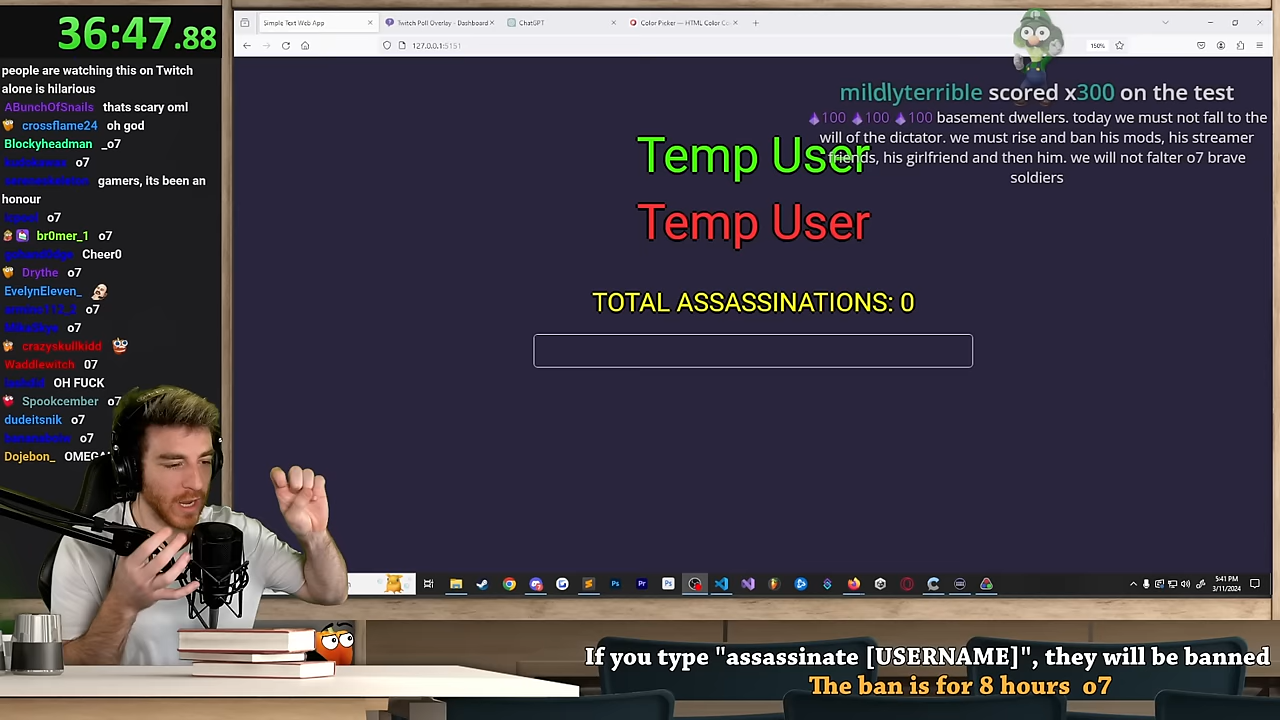 36:47.88
Simple Text Web App
Twitch Poll Overlay - Dashboard
ChatGPT
Color Picker — HTML Color Co
127.0.0.1:5151
150%
people are watching this on Twitch
alone is hilarious
ABunchOfSnails thats scary oml
crossflame24 oh god
Blockyheadman _o7
o7
gamers, its been an
honour
o7
br0mer_1 o7
Cheer0
Drythe o7
EvelynEleven_
o7
o7
crazyskullkidd
Waddlewitch 07
OH FUCK
Spookcember o7
dudeitsnik o7
o7
Dojebon_ OMEGA
mildlyterrible scored x300 on the test
100 100 100 basement dwellers. today we must not fall to the
will of the dictator. we must rise and ban his mods, his streamer
friends, his girlfriend and then him. we will not falter o7 brave
soldiers
Temp User
Temp User
TOTAL ASSASSINATIONS: 0
5:41 PM
3/11/2024
If you type "assassinate [USERNAME]", they will be banned
The ban is for 8 hours o7